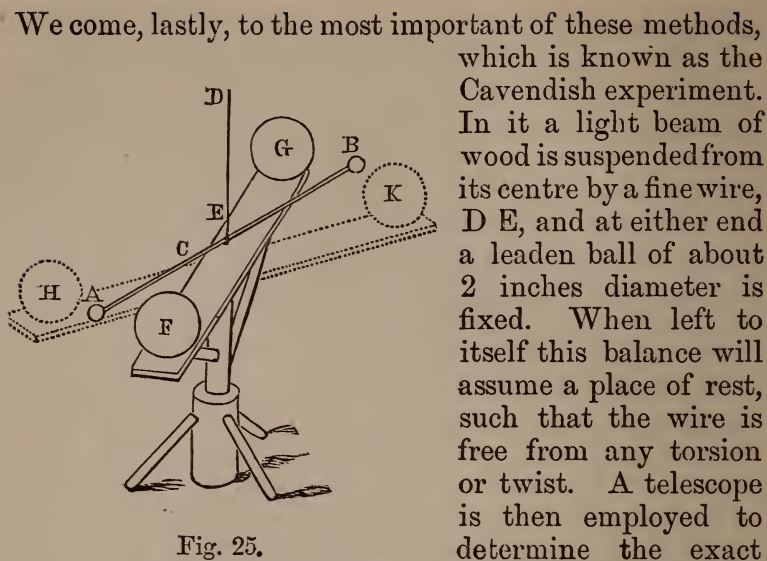 We come, lastly, to the most important of these methods,
which is known as the
Cavendish experiment.
In it a light beam of
wood is suspended from
its centre by a fine wire,
D E, and at either end
a leaden ball of about
2 inches diameter is
fixed. When left to
itself this balance will
assume a place of rest,
such that the wire is
free from any torsion
or twist. A telescope
is then employed to
determine the exact
D
G
B
K
E
C
H
A
F
Fig. 25.